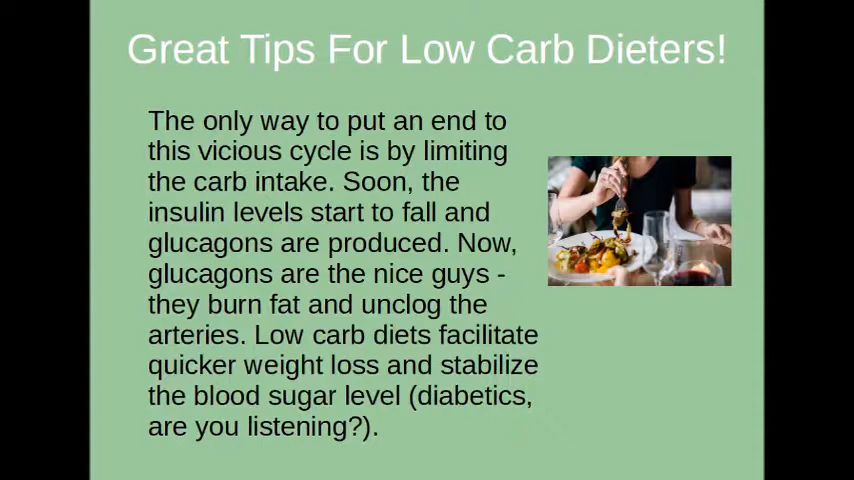 Great Tips For Low Carb Dieters!
The only way to put an end to
this vicious cycle is by limiting
the carb intake. Soon, the
insulin levels start to fall and
glucagons are produced. Now,
glucagons are the nice guys -
they burn fat and unclog the
arteries. Low carb diets facilitate
quicker weight loss and stabilize
the blood sugar level (diabetics,
are you listening?).